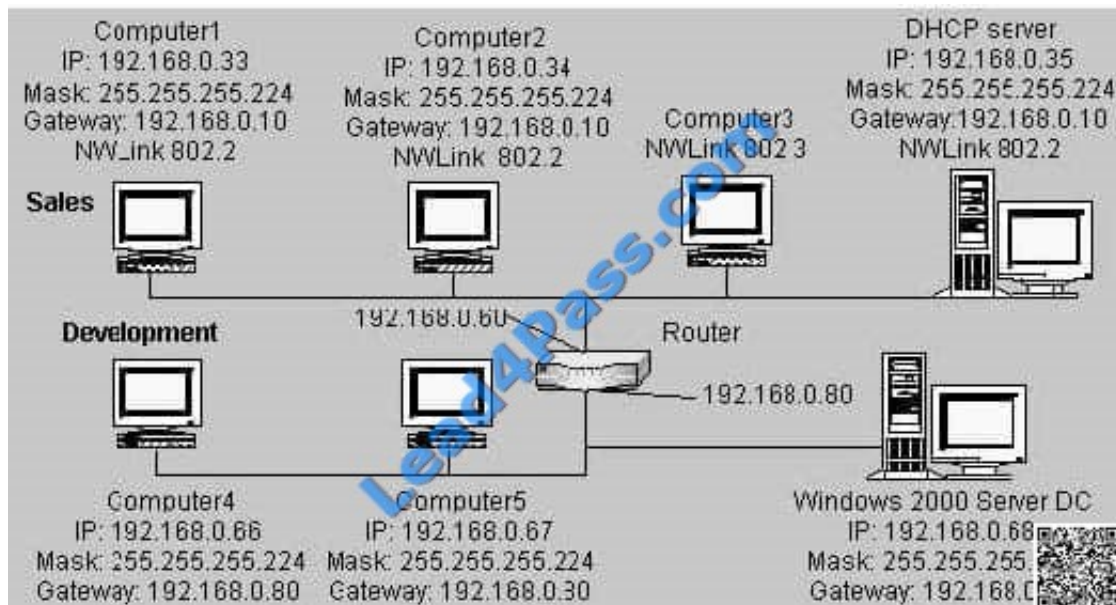 Computer1
IP: 192.168.0.33
Mask: 255.255.255.224
Gateway: 192.168.0.10
NW_ink 802.2
Computer2
IP: 192.168.0.34
Mask: 255.255.255.224
Gateway: 192.168.0.10
NWLink 802.2
Computer3
NWLink 802 3
DHCP server
IP: 192.168.0.35
Mask: 255.255.255.224
Gateway: 192.168.0.10
NWLink 802.2
Sales
Development
192.168.0.60
Router
192.168.0.80
Lead4Pass.com
Computer4
IP: 192.168.0.66
Mask: 255.255.255.224
Gateway: 192.168.0.80
Computer5
IP: 192.168.0.67
Mask: 255.255.255.224
Gateway: 192.168.0.30
Windows 2000 Server DC
IP: 192.168.0.68
Mask: 255.255.255
Gateway: 192.168.0